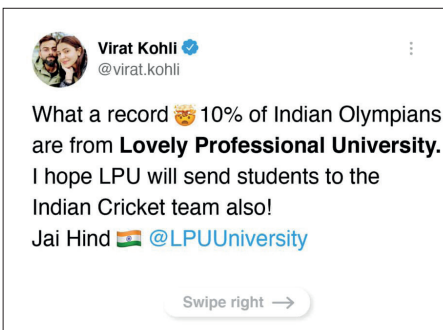 Virat Kohli
@virat.kohli
What a record 🤯 10% of Indian Olympians
are from Lovely Professional University.
I hope LPU will send students to the
Indian Cricket team also!
Jai Hind 🇮🇳 @LPUUniversity
Swipe right →